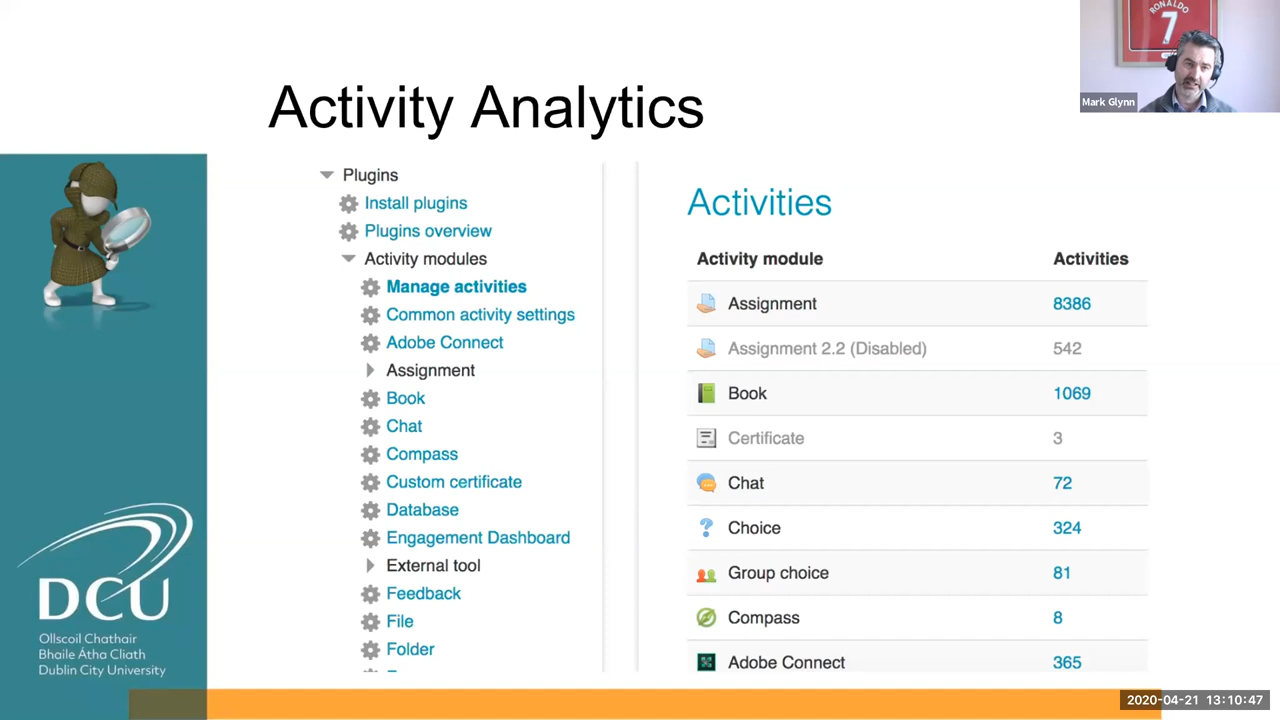 RONALDO
7
Mark Glynn
Activity Analytics
Plugins
Install plugins
Plugins overview
Activity modules
Manage activities
Common activity settings
Adobe Connect
Assignment
Book
Chat
Compass
Custom certificate
Database
Engagement Dashboard
External tool
Feedback
File
Folder
Activities
Activity module Activities
Assignment 8386
Assignment 2.2 (Disabled) 542
Book 1069
Certificate 3
Chat 72
Choice 324
Group choice 81
Compass 8
Adobe Connect 365
DCU
Ollscoil Chathair
Bhaile Átha Cliath
Dublin City University
2020-04-21 13:10:47